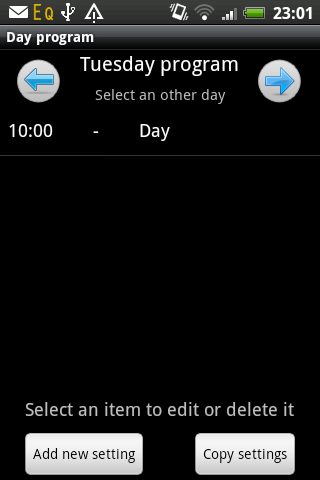 EQ 23:01
Day program
Tuesday program
Select an other day
10:00 - Day
Select an item to edit or delete it
Add new setting Copy settings